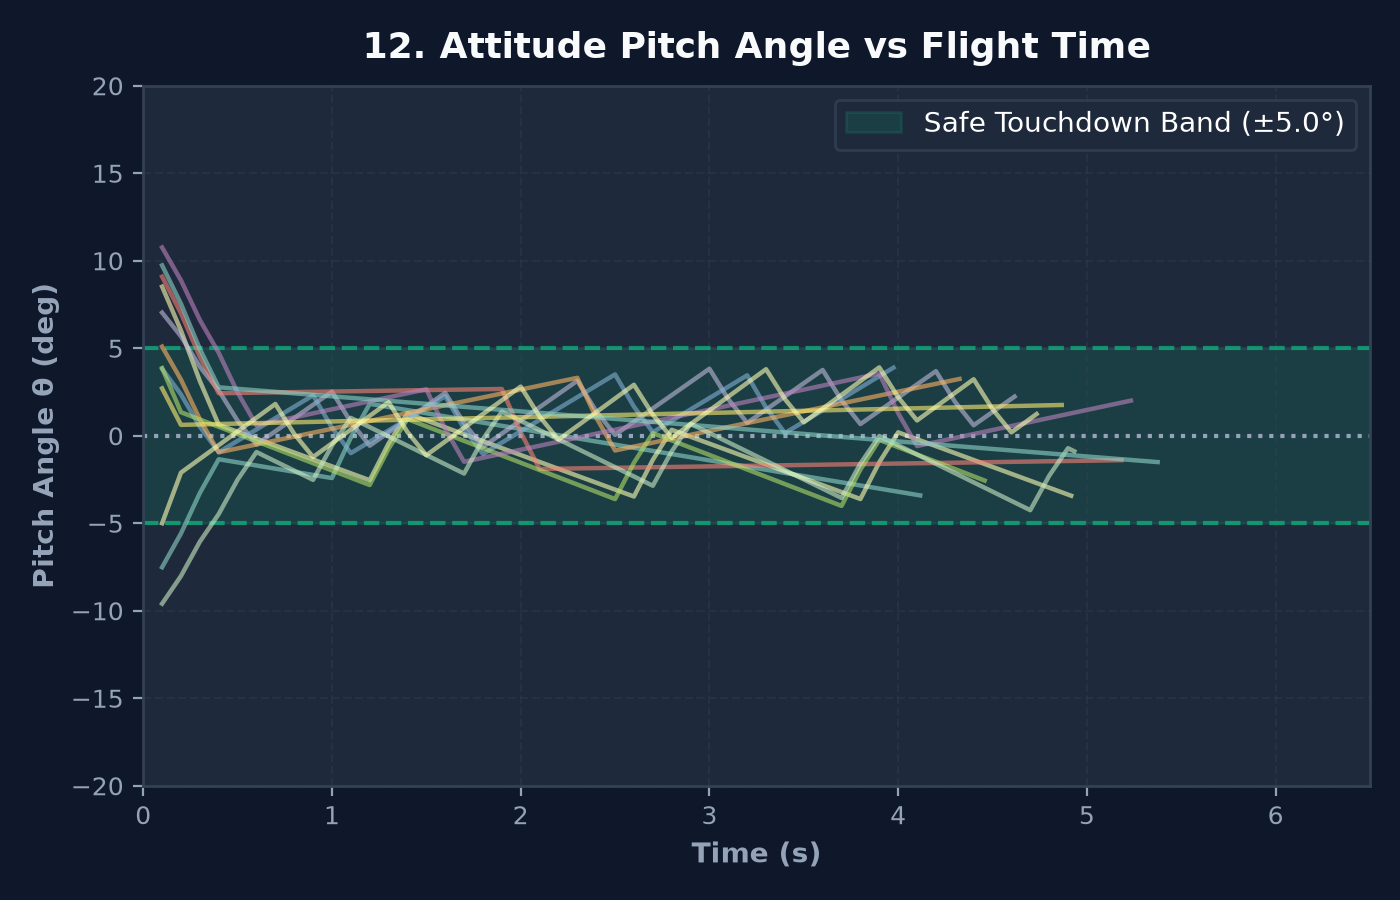 12. Attitude Pitch Angle vs Flight Time
Safe Touchdown Band (±5.0°)
Pitch Angle θ (deg)
20
15
10
5
0
−5
−10
−15
−20
0 1 2 3 4 5 6
Time (s)